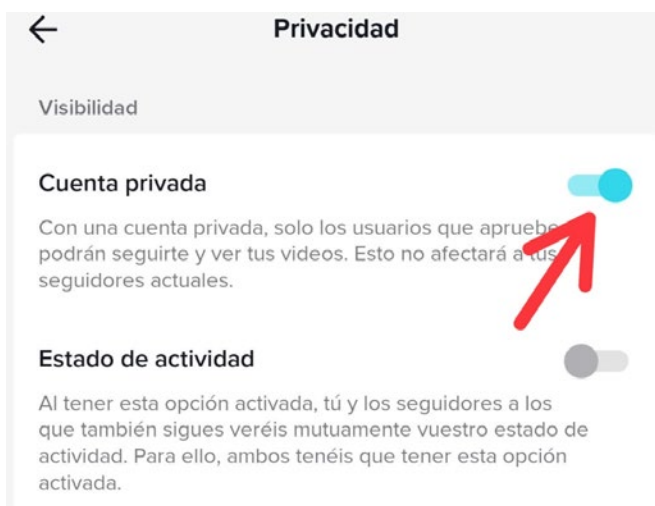 Privacidad
Visibilidad
Cuenta privada
Con una cuenta privada, solo los usuarios que apruebes
podrán seguirte y ver tus videos. Esto no afectará a tus
seguidores actuales.
Estado de actividad
Al tener esta opción activada, tú y los seguidores a los
que también sigues veréis mutuamente vuestro estado de
actividad. Para ello, ambos tenéis que tener esta opción
activada.